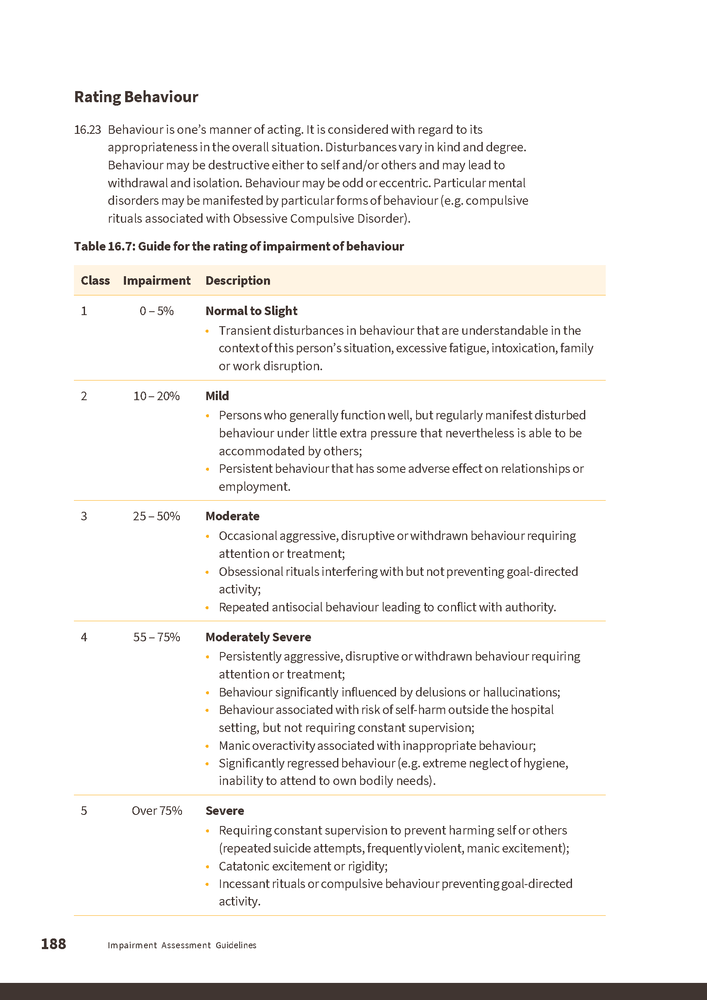 Rating Behaviour
16.23 Behaviour is one’s manner of acting. It is considered with regard to its
appropriateness in the overall situation. Disturbances vary in kind and degree.
Behaviour may be destructive either to self and/or others and may lead to
withdrawal and isolation. Behaviour may be odd or eccentric. Particular mental
disorders may be manifested by particular forms of behaviour (e.g. compulsive
rituals associated with Obsessive Compulsive Disorder).
Table 16.7: Guide for the rating of impairment of behaviour
Class Impairment Description
1 0 – 5% Normal to Slight
• Transient disturbances in behaviour that are understandable in the
context of this person’s situation, excessive fatigue, intoxication, family
or work disruption.
2 10 – 20% Mild
• Persons who generally function well, but regularly manifest disturbed
behaviour under little extra pressure that nevertheless is able to be
accommodated by others;
• Persistent behaviour that has some adverse effect on relationships or
employment.
3 25 – 50% Moderate
• Occasional aggressive, disruptive or withdrawn behaviour requiring
attention or treatment;
• Obsessional rituals interfering with but not preventing goal-directed
activity;
• Repeated antisocial behaviour leading to conflict with authority.
4 55 – 75% Moderately Severe
• Persistently aggressive, disruptive or withdrawn behaviour requiring
attention or treatment;
• Behaviour significantly influenced by delusions or hallucinations;
• Behaviour associated with risk of self-harm outside the hospital
setting, but not requiring constant supervision;
• Manic overactivity associated with inappropriate behaviour;
• Significantly regressed behaviour (e.g. extreme neglect of hygiene,
inability to attend to own bodily needs).
5 Over 75% Severe
• Requiring constant supervision to prevent harming self or others
(repeated suicide attempts, frequently violent, manic excitement);
• Catatonic excitement or rigidity;
• Incessant rituals or compulsive behaviour preventing goal-directed
activity.
188 Impairment Assessment Guidelines